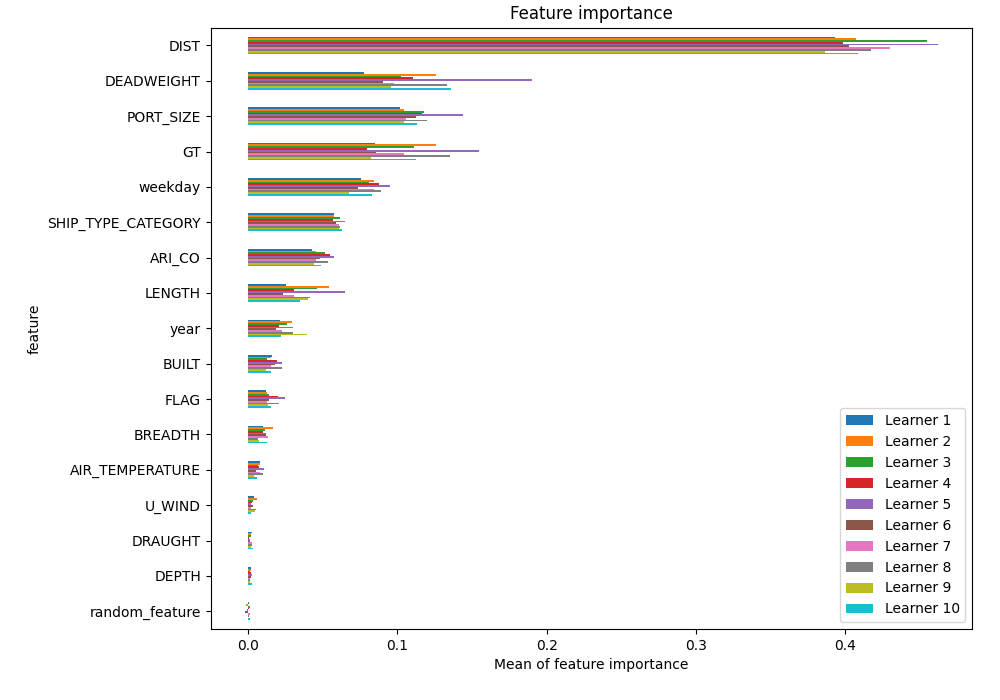 Feature importance
DIST
DEADWEIGHT
PORT_SIZE
GT
weekday
SHIP_TYPE_CATEGORY
ARI_CO
LENGTH
year
BUILT
FLAG
BREADTH
AIR_TEMPERATURE
U_WIND
DRAUGHT
DEPTH
random_feature
feature
0.0 0.1 0.2 0.3 0.4
Mean of feature importance
Learner 1
Learner 2
Learner 3
Learner 4
Learner 5
Learner 6
Learner 7
Learner 8
Learner 9
Learner 10